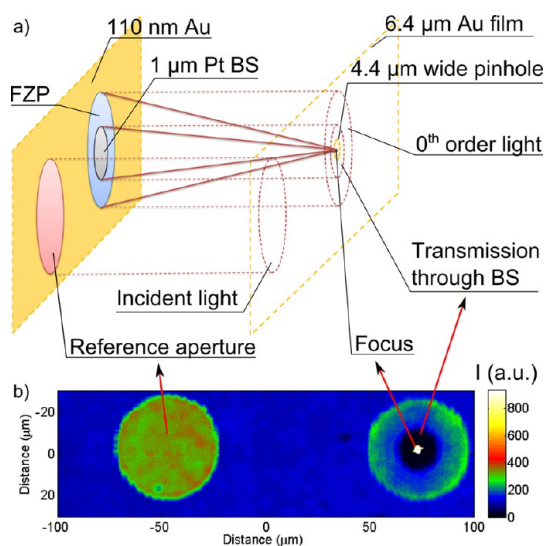 a)
110 nm Au
6.4 µm Au film
1 µm Pt BS
4.4 µm wide pinhole
FZP
0th order light
Transmission
through BS
Incident light
Focus
Reference aperture
b)
I (a.u.)
Distance (µm)
-20
0
20
800
600
400
200
0
-100
-50
0
50
100
Distance (µm)